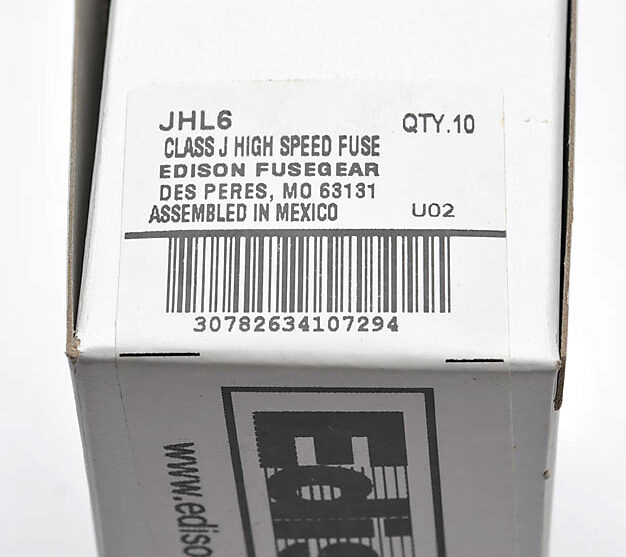 JHL6 QTY.10
CLASS J HIGH SPEED FUSE
EDISON FUSEGEAR
DES PERES, MO 63131
ASSEMBLED IN MEXICO U02
30782634107294
www.ediso
Edis